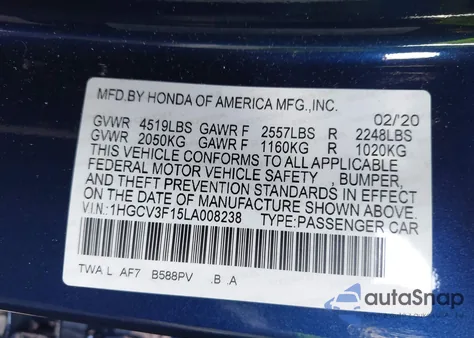 MFD.BY HONDA OF AMERICA MFG.,INC.
02/'20
GVWR 4519LBS GAWR F 2557LBS R 2248LBS
GVWR 2050KG GAWR F 1160KG R 1020KG
THIS VEHICLE CONFORMS TO ALL APPLICABLE
FEDERAL MOTOR VEHICLE SAFETY , BUMPER,
AND THEFT PREVENTION STANDARDS IN EFFECT
ON THE DATE OF MANUFACTURE SHOWN ABOVE.
V.I.N.:1HGCV3F15LA008238 TYPE:PASSENGER CAR
TWA L AF7 B588PV .B .A
autoSnap